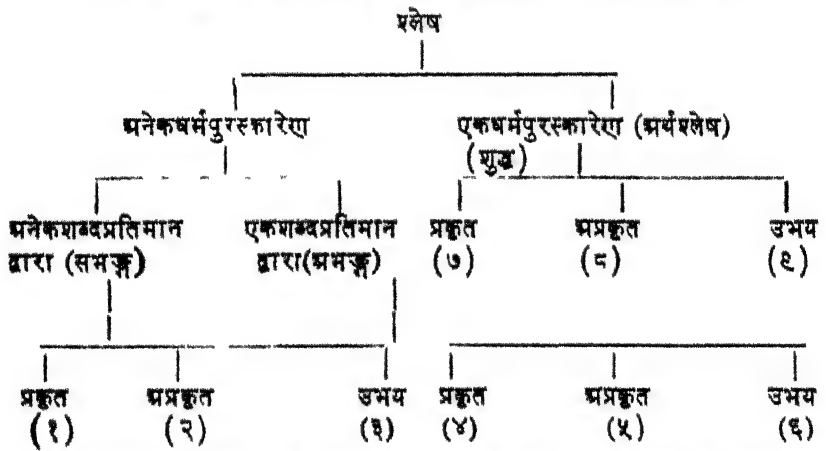 श्लेष
अनेकधर्मपुरस्कारेण एकधर्मपुरस्कारेण (अर्थश्लेष)
(शुद्ध)
अनेकशब्दप्रतिमान एकशब्दप्रतिमान प्रकृत अप्रकृत उभय
द्वारा (सभङ्ग) द्वारा(अभङ्ग) (७) (८) (९)
प्रकृत अप्रकृत उभय प्रकृत अप्रकृत उभय
(१) (२) (३) (४) (५) (६)